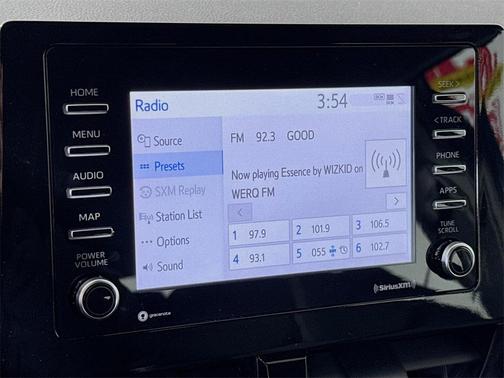 HOME
MENU
AUDIO
MAP
POWER
VOLUME
Radio
3:54
Source
Presets
SXM Replay
Station List
Options
Sound
FM 92.3 GOOD
Now playing Essence by WIZKID on
WERQ FM
1 97.9
2 101.9
3 106.5
4 93.1
5 055
6 102.7
SEEK >
< TRACK
PHONE
APPS
TUNE
SCROLL
gracenote
SiriusXM